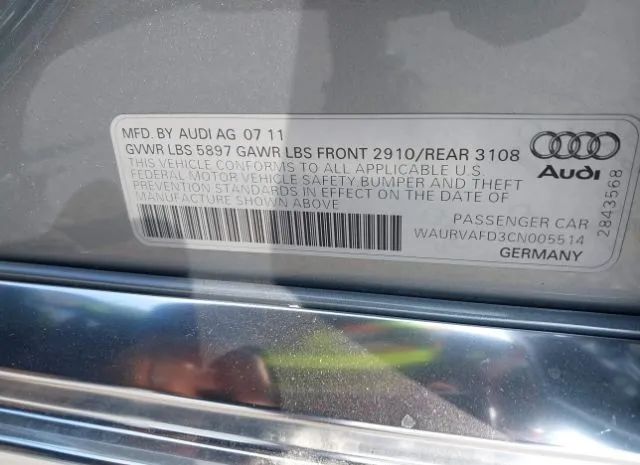 MFD. BY AUDI AG 07 11
GVWR LBS 5897 GAWR LBS FRONT 2910/REAR 3108
THIS VEHICLE CONFORMS TO ALL APPLICABLE U.S.
FEDERAL MOTOR VEHICLE SAFETY BUMPER AND THEFT
PREVENTION STANDARDS IN EFFECT ON THE DATE OF
MANUFACTURE SHOWN ABOVE
Audi
PASSENGER CAR
WAURVAFD3CN005514
GERMANY
2843568